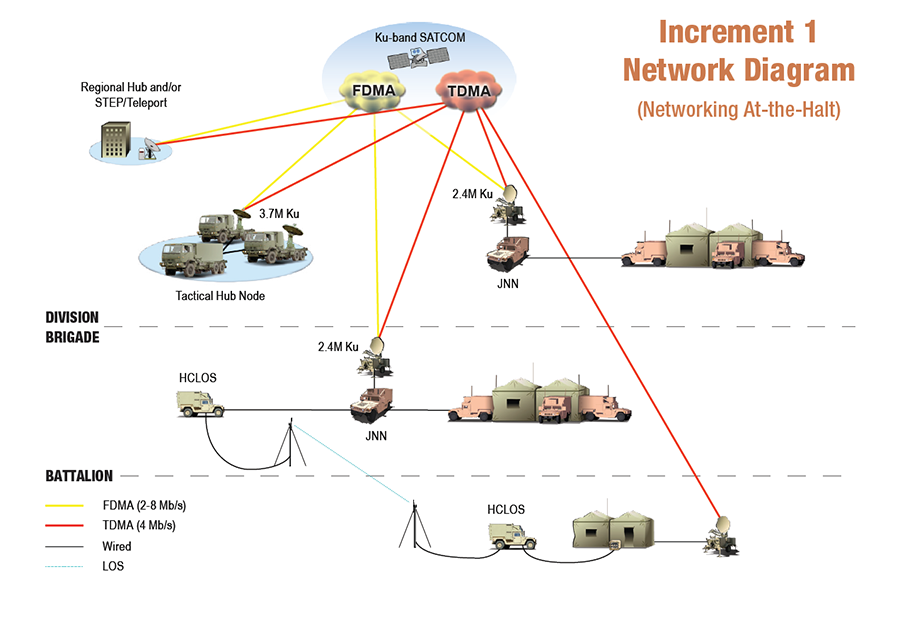 Increment 1
Network Diagram
(Networking At-the-Halt)
Ku-band SATCOM
FDMA
TDMA
Regional Hub and/or
STEP/Teleport
2.4M Ku
3.7M Ku
JNN
Tactical Hub Node
DIVISION
BRIGADE
2.4M Ku
HCLOS
JNN
BATTALION
FDMA (2-8 Mb/s)
TDMA (4 Mb/s)
Wired
LOS
HCLOS